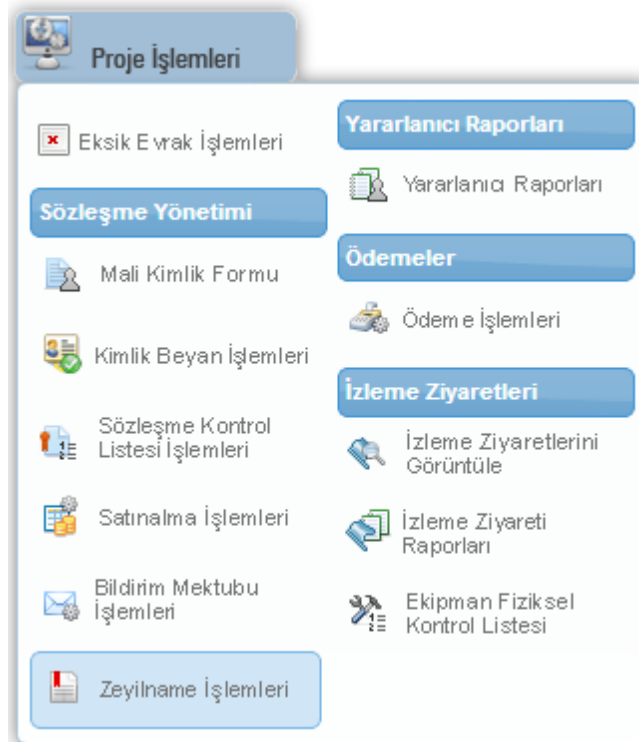 Proje İşlemleri
Eksik Evrak İşlemleri
Sözleşme Yönetimi
Mali Kimlik Formu
Kimlik Beyan İşlemleri
Sözleşme Kontrol
Listesi İşlemleri
Satınalma İşlemleri
Bildirim Mektubu
İşlemleri
Zeyilname İşlemleri
Yararlanıcı Raporları
Yararlanıcı Raporları
Ödemeler
Ödeme İşlemleri
İzleme Ziyaretleri
İzleme Ziyaretlerini
Görüntüle
İzleme Ziyareti
Raporları
Ekipman Fiziksel
Kontrol Listesi